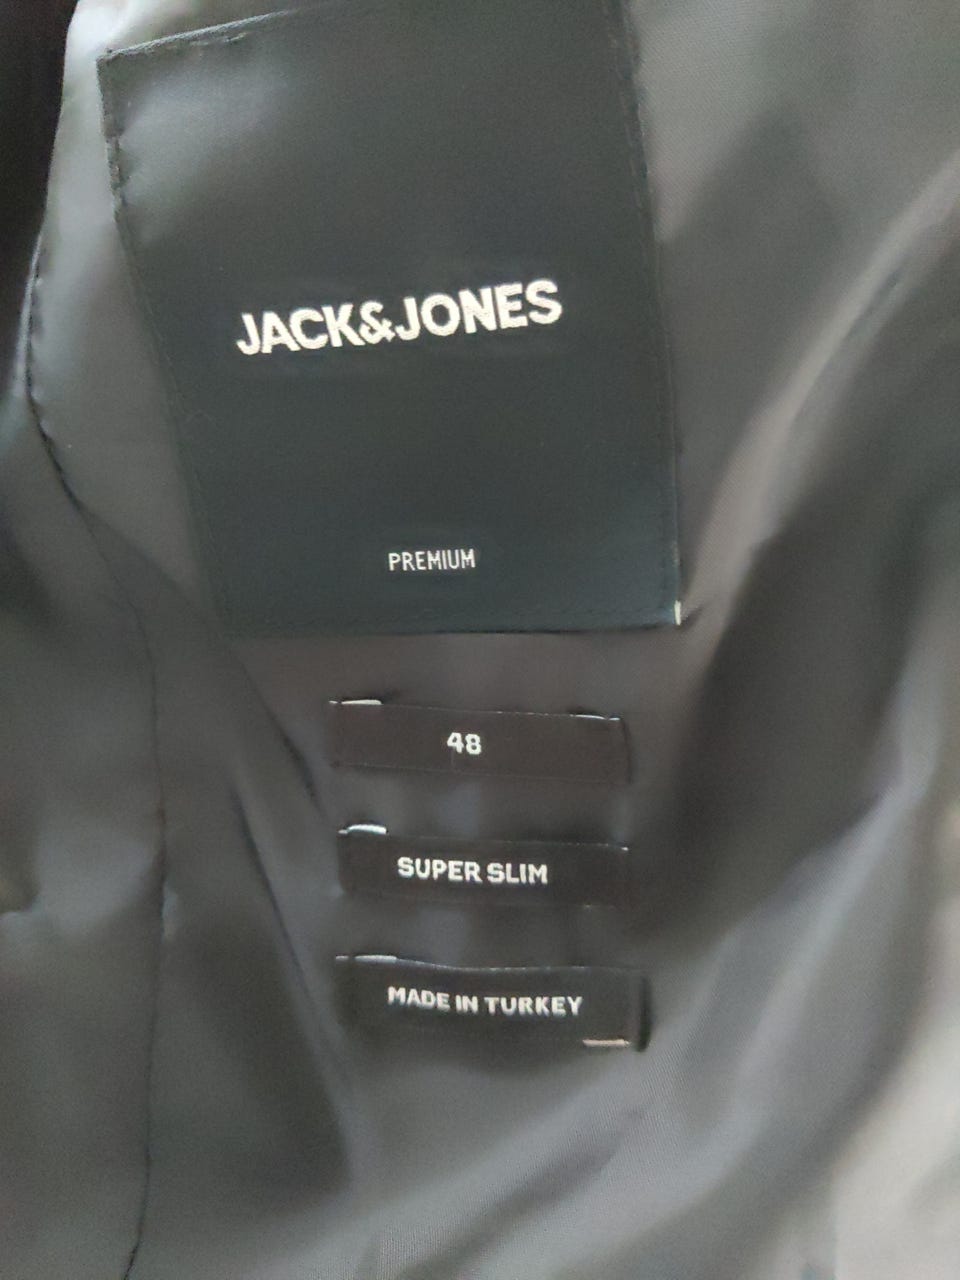 JACK&JONES
PREMIUM
48
SUPER SLIM
MADE IN TURKEY